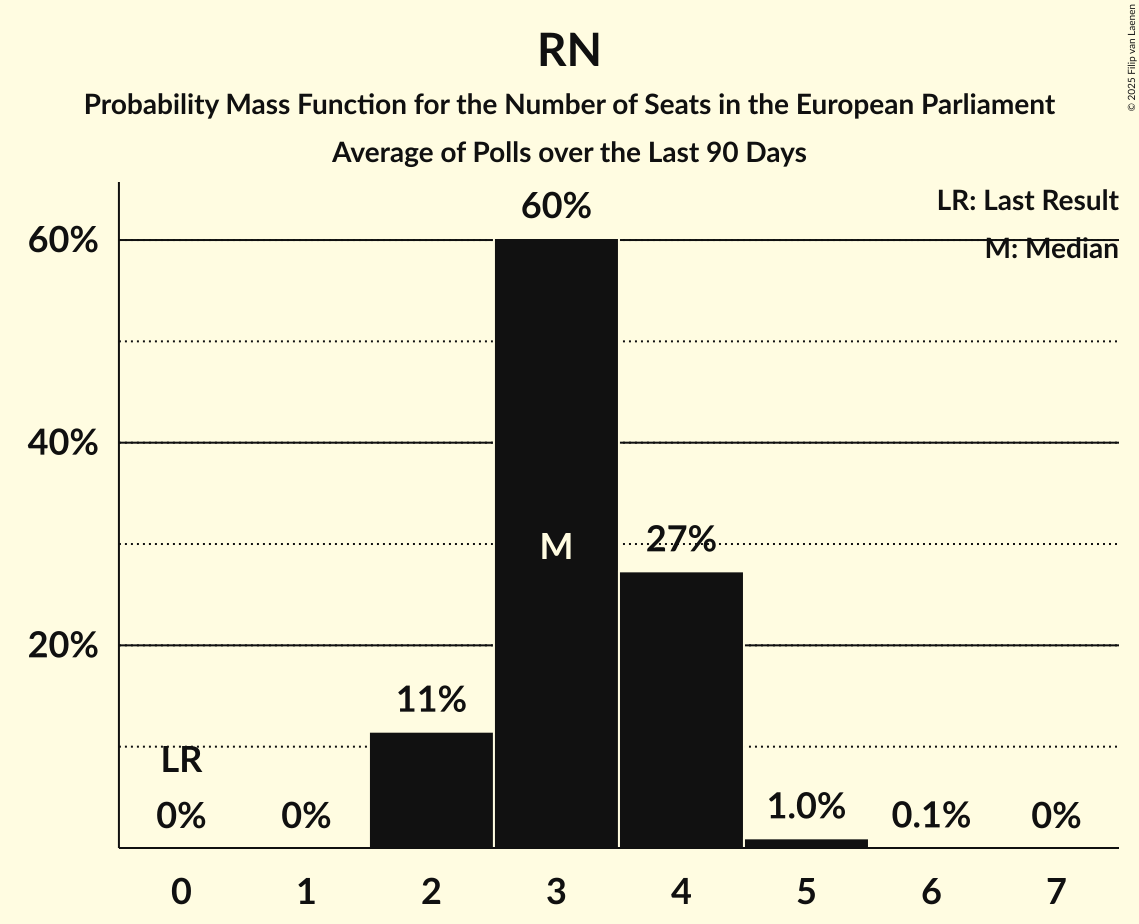 RN
Probability Mass Function for the Number of Seats in the European Parliament
Average of Polls over the Last 90 Days
© 2025 Filip van Laenen
LR: Last Result
M: Median
60%
40%
20%
60%
M
27%
11%
LR
0%
0%
1.0%
0.1%
0%
0 1 2 3 4 5 6 7